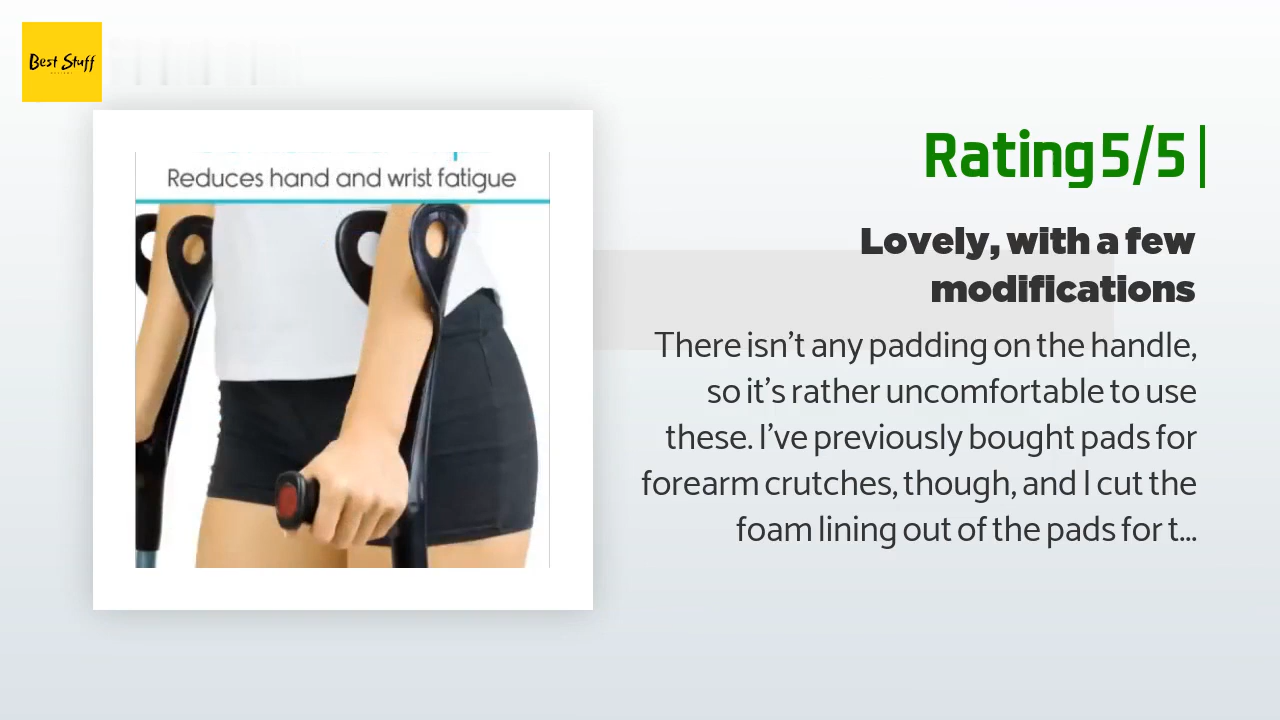 Best Stuff
Reduces hand and wrist fatigue
Rating 5/5
Lovely, with a few
modifications
There isn't any padding on the handle,
so it's rather uncomfortable to use
these. I've previously bought pads for
forearm crutches, though, and I cut the
foam lining out of the pads for t...